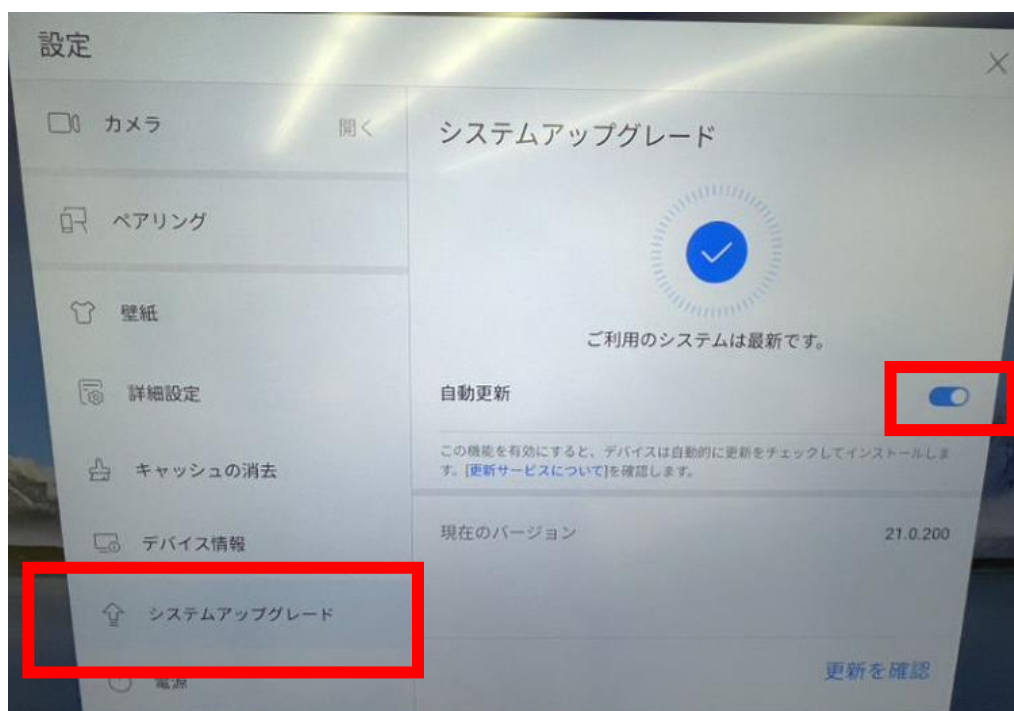 設定
カメラ
開く
ペアリング
壁紙
詳細設定
キャッシュの消去
デバイス情報
システムアップグレード
電源
システムアップグレード
ご利用のシステムは最新です。
自動更新
この機能を有効にすると、デバイスは自動的に更新をチェックしてインストールしま
す。[更新サービスについて]を確認します。
現在のバージョン
21.0.200
更新を確認